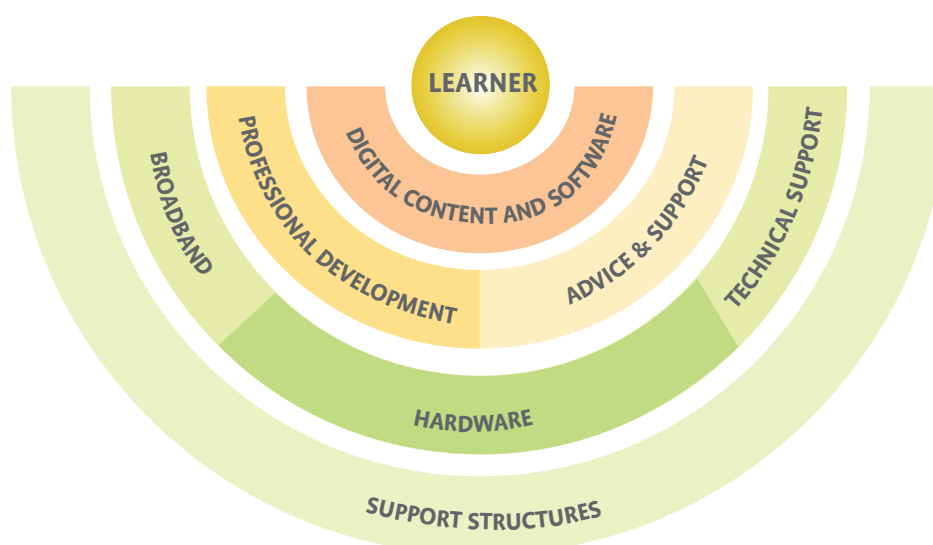 LEARNER
DIGITAL CONTENT AND SOFTWARE
PROFESSIONAL DEVELOPMENT
ADVICE & SUPPORT
BROADBAND
HARDWARE
TECHNICAL SUPPORT
SUPPORT STRUCTURES